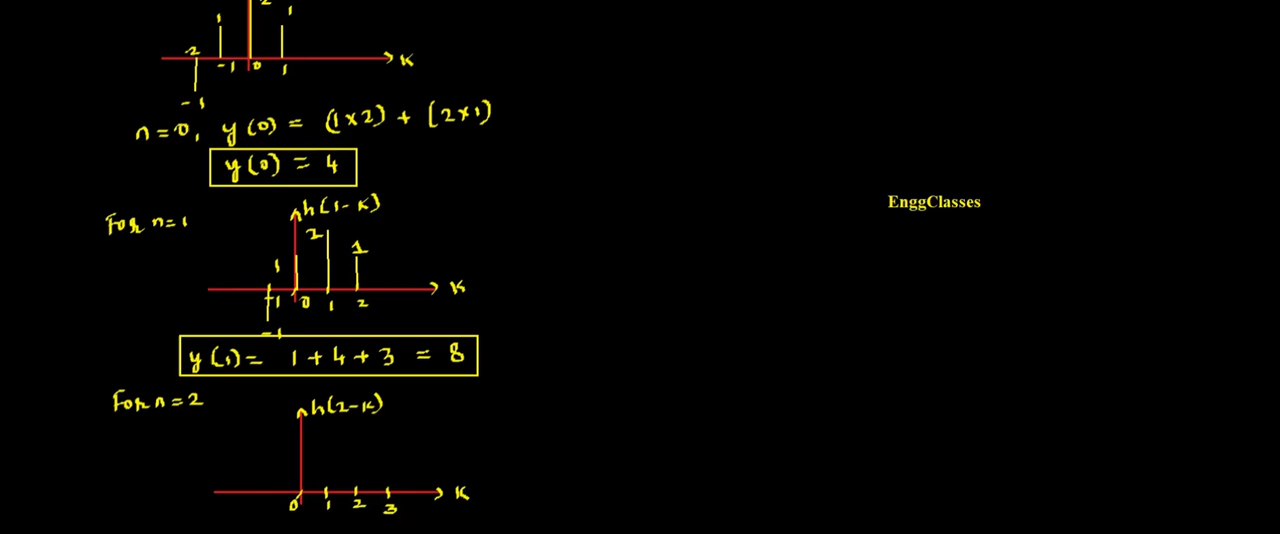 1 2 1
-2 -1 0 1 K
-1
n=0, y(0) = (1×2) + [2×1)
y(0) = 4
EnggClasses
For n=1
h(1-K)
1 2 1
-1 0 1 2 K
-1
y(1) = 1 + 4 + 3 = 8
For n=2
h(2-K)
0 1 2 3 K